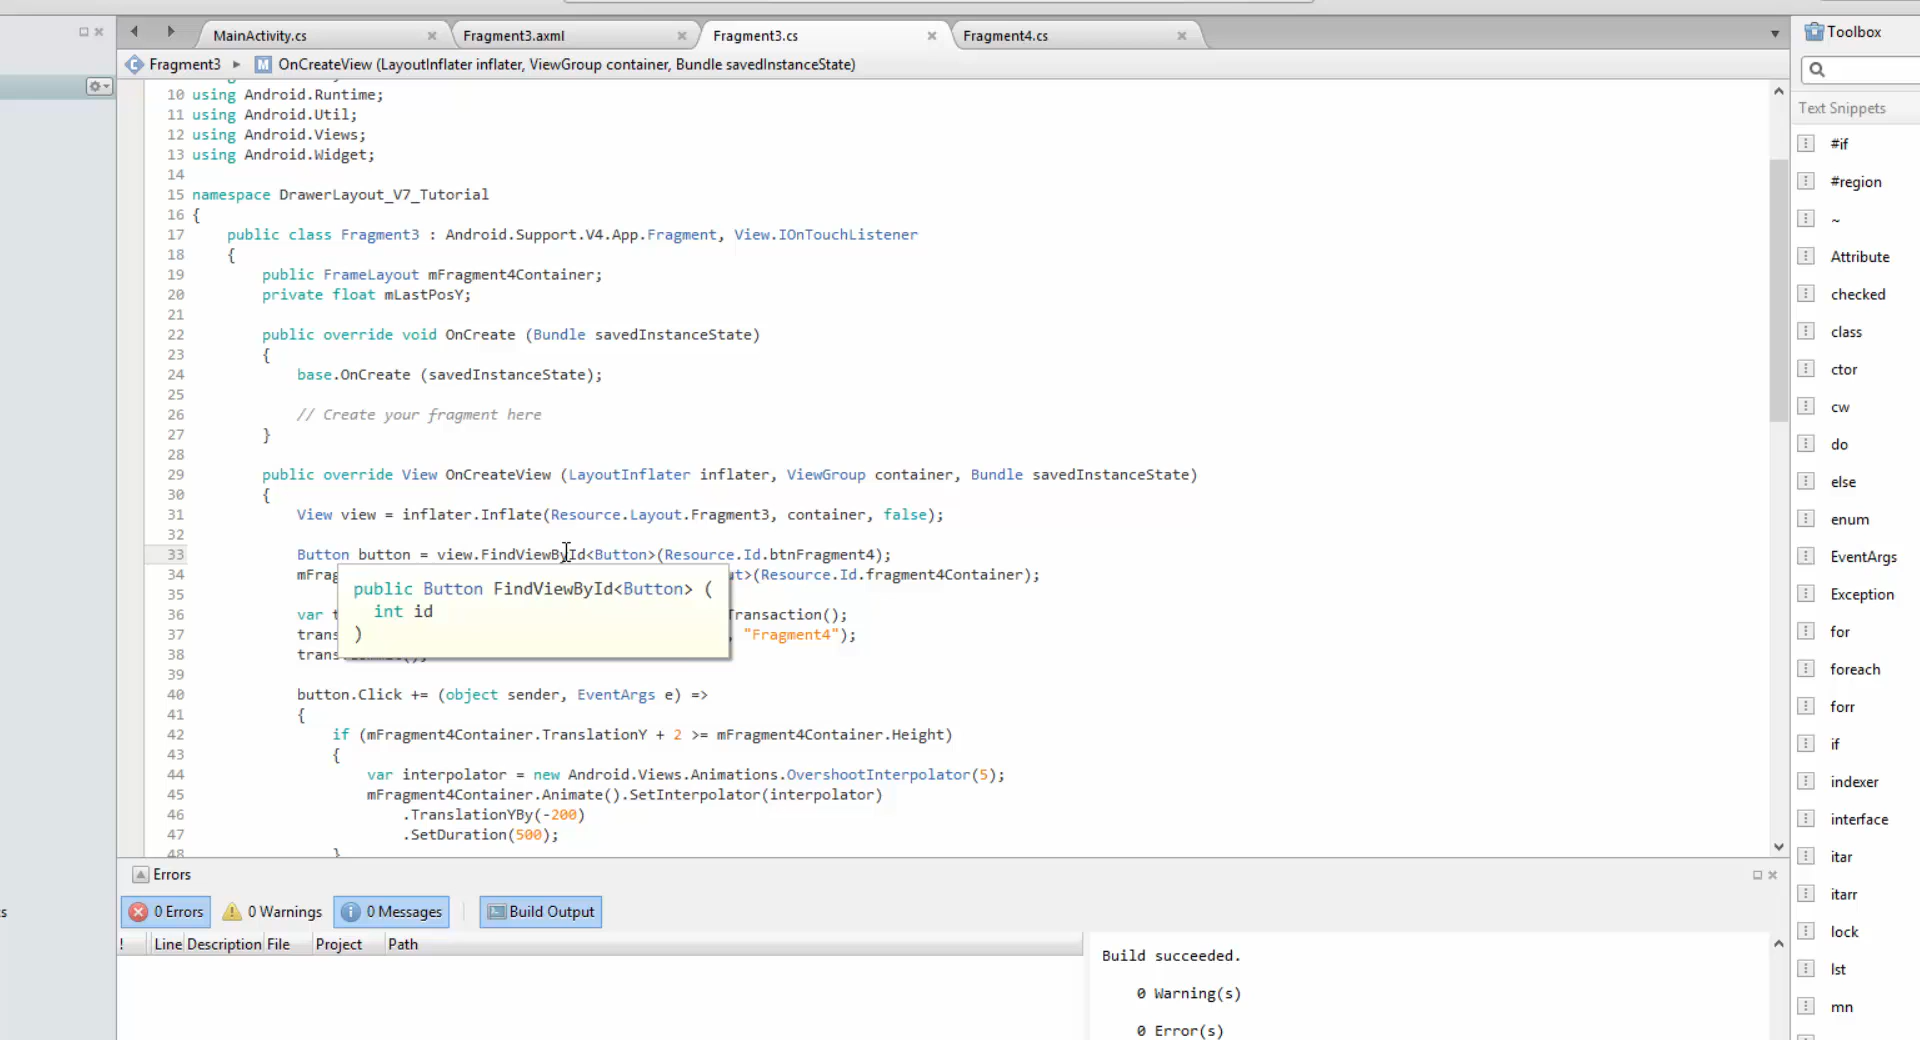 MainActivity.cs
Fragment3.axml
Fragment3.cs
Fragment4.cs
Toolbox
Fragment3
M OnCreateView (LayoutInflater inflater, ViewGroup container, Bundle savedInstanceState)
Text Snippets
10 using Android.Runtime;
11 using Android.Util;
12 using Android.Views;
13 using Android.Widget;
14
15 namespace DrawerLayout_V7_Tutorial
16 {
17 public class Fragment3 : Android.Support.V4.App.Fragment, View.IOnTouchListener
18 {
19 public FrameLayout mFragment4Container;
20 private float mLastPosY;
21
22 public override void OnCreate (Bundle savedInstanceState)
23 {
24 base.OnCreate (savedInstanceState);
25
26 // Create your fragment here
27 }
28
29 public override View OnCreateView (LayoutInflater inflater, ViewGroup container, Bundle savedInstanceState)
30 {
31 View view = inflater.Inflate(Resource.Layout.Fragment3, container, false);
32
33 Button button = view.FindViewById<Button>(Resource.Id.btnFragment4);
34 mFrag ut>(Resource.Id.fragment4Container);
public Button FindViewById<Button> (
int id
)
35
36 var t Transaction();
37 trans , "Fragment4");
38 trans
39
40 button.Click += (object sender, EventArgs e) =>
41 {
42 if (mFragment4Container.TranslationY + 2 >= mFragment4Container.Height)
43 {
44 var interpolator = new Android.Views.Animations.OvershootInterpolator(5);
45 mFragment4Container.Animate().SetInterpolator(interpolator)
46 .TranslationYBy(-200)
47 .SetDuration(500);
48 }
#if
#region
~
Attribute
checked
class
ctor
cw
do
else
enum
EventArgs
Exception
for
foreach
forr
if
indexer
interface
itar
itarr
lock
lst
mn
Errors
0 Errors
0 Warnings
0 Messages
Build Output
! Line Description File Project Path
Build succeeded.
0 Warning(s)
0 Error(s)
s